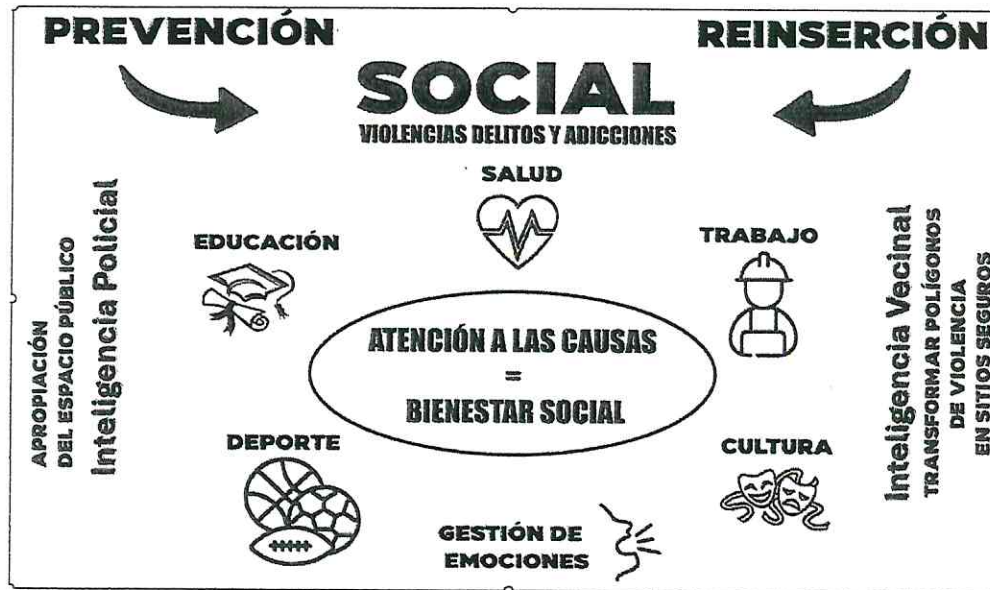 PREVENCIÓN
REINSERCIÓN
SOCIAL
VIOLENCIAS DELITOS Y ADICCIONES
SALUD
EDUCACIÓN
TRABAJO
APROPIACIÓN
DEL ESPACIO PÚBLICO
Inteligencia Policial
ATENCIÓN A LAS CAUSAS
=
BIENESTAR SOCIAL
Inteligencia Vecinal
TRANSFORMAR POLÍGONOS
DE VIOLENCIA
EN SITIOS SEGUROS
DEPORTE
CULTURA
GESTIÓN DE
EMOCIONES